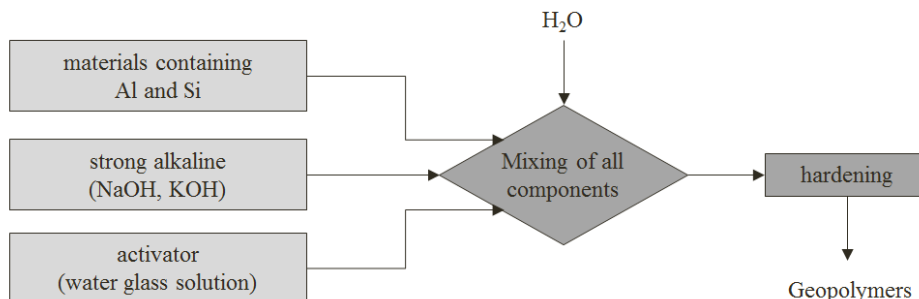 H₂O
materials containing
Al and Si
strong alkaline
(NaOH, KOH)
activator
(water glass solution)
Mixing of all
components
hardening
Geopolymers